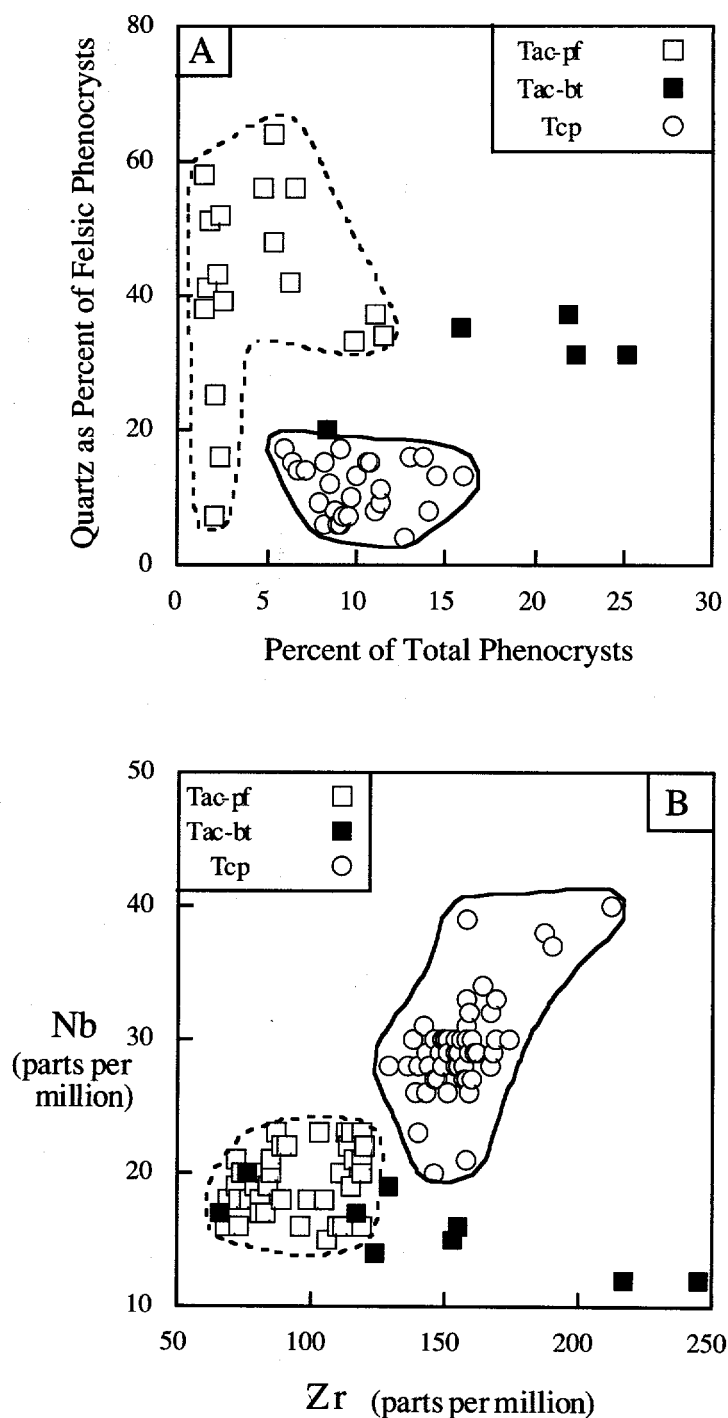 80
A
Tac-pf
Tac-bt
Tcp
60
40
20
0
Quartz as Percent of Felsic Phenocrysts
0 5 10 15 20 25 30
Percent of Total Phenocrysts
50
Tac-pf
Tac-bt
Tcp
B
40
Nb
(parts per
million)
30
20
10
50 100 150 200 250
Zr (parts per million)